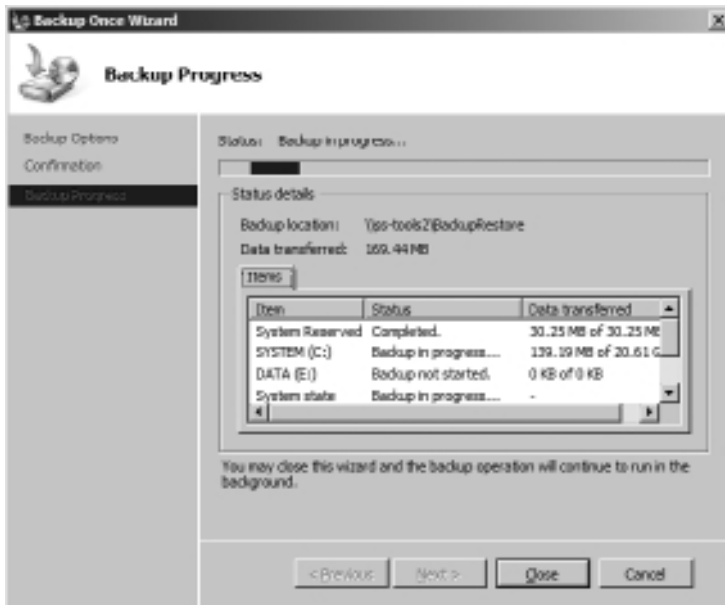 Backup Once Wizard
Backup Progress
Backup Options
Confirmation
Backup Progress
Status: Backup in progress...
Status details
Backup location: \\jss-tools2\BackupRestore
Data transferred: 169.44 MB
Items
Item Status Data transferred
System Reserved Completed. 30.25 MB of 30.25 MB
SYSTEM (C:) Backup in progress.... 139.19 MB of 20.61 G
DATA (E:) Backup not started. 0 KB of 0 KB
System state Backup in progress.... -
You may close this wizard and the backup operation will continue to run in the
background.
< Previous Next > Close Cancel